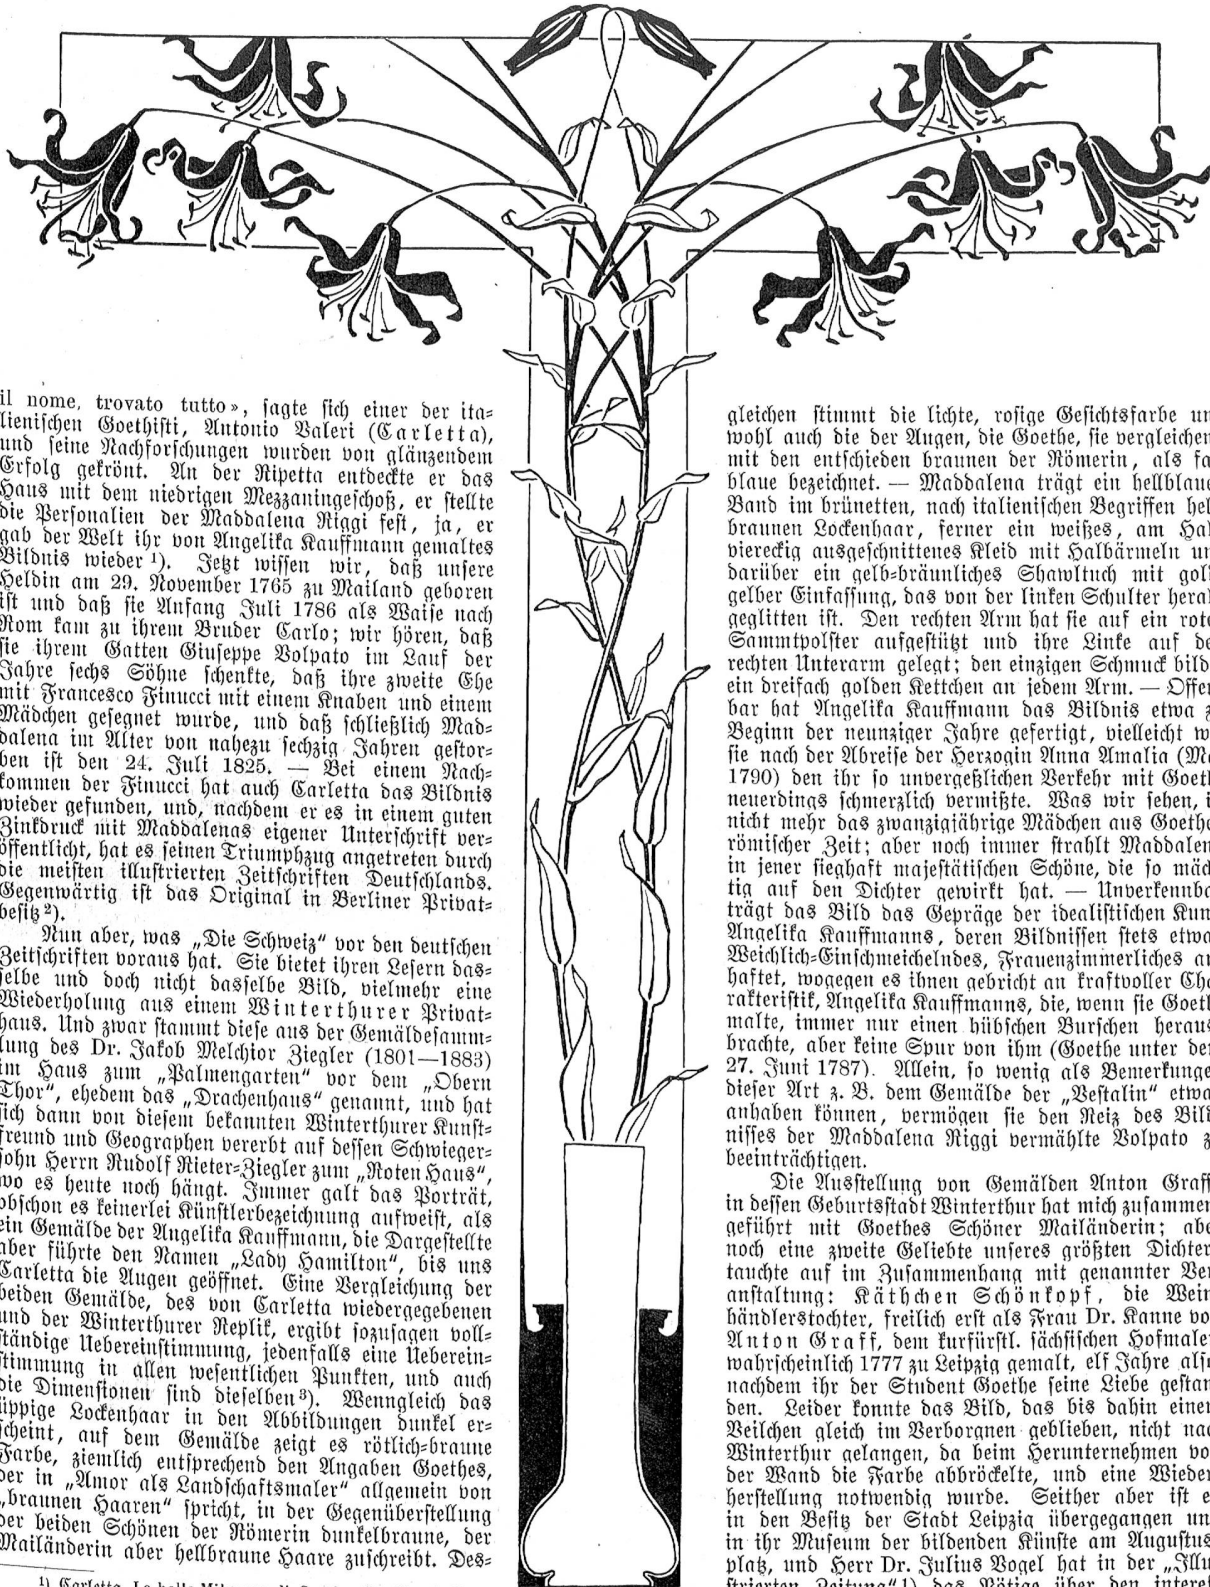 il nome, trovato tutto», sagte sich einer der ita-
lienischen Goethisti, Antonio Valeri (Carletta),
und seine Nachforschungen wurden von glänzendem
Erfolg gekrönt. An der Ripetta entdeckte er das
Haus mit dem niedrigen Mezzaningeschoß, er stellte
die Personalien der Maddalena Riggi fest, ja, er
gab der Welt ihr von Angelika Kauffmann gemaltes
Bildnis wieder ¹). Jetzt wissen wir, daß unsere
Heldin am 29. November 1765 zu Mailand geboren
ist und daß sie Anfang Juli 1786 als Waise nach
Rom kam zu ihrem Bruder Carlo; wir hören, daß
sie ihrem Gatten Giuseppe Volpato im Lauf der
Jahre sechs Söhne schenkte, daß ihre zweite Ehe
mit Francesco Finucci mit einem Knaben und einem
Mädchen gesegnet wurde, und daß schließlich Mad-
dalena im Alter von nahezu sechzig Jahren gestor-
ben ist den 24. Juli 1825. — Bei einem Nach-
kommen der Finucci hat auch Carletta das Bildnis
wieder gefunden, und, nachdem er es in einem guten
Zinkdruck mit Maddalenas eigener Unterschrift ver-
öffentlicht, hat es seinen Triumphzug angetreten durch
die meisten illustrierten Zeitschriften Deutschlands.
Gegenwärtig ist das Original in Berliner Privat-
besitz ²).
Nun aber, was „Die Schweiz“ vor den deutschen
Zeitschriften voraus hat. Sie bietet ihren Lesern das-
selbe und doch nicht dasselbe Bild, vielmehr eine
Wiederholung aus einem Winterthurer Privat-
haus. Und zwar stammt diese aus der Gemäldesamm-
lung des Dr. Jakob Melchior Ziegler (1801—1883)
im Haus zum „Palmengarten“ vor dem „Obern
Thor“, ehedem das „Drachenhaus“ genannt, und hat
sich dann von diesem bekannten Winterthurer Kunst-
freund und Geographen vererbt auf dessen Schwieger-
sohn Herrn Rudolf Rieter-Ziegler zum „Roten Haus“,
wo es heute noch hängt. Immer galt das Porträt,
obschon es keinerlei Künstlerbezeichnung aufweist, als
ein Gemälde der Angelika Kauffmann, die Dargestellte
aber führte den Namen „Lady Hamilton“, bis uns
Carletta die Augen geöffnet. Eine Vergleichung der
beiden Gemälde, des von Carletta wiedergegebenen
und der Winterthurer Replik, ergibt sozusagen voll-
ständige Uebereinstimmung, jedenfalls eine Ueberein-
stimmung in allen wesentlichen Punkten, und auch
die Dimensionen sind dieselben ³). Wenngleich das
üppige Lockenhaar in den Abbildungen dunkel er-
scheint, auf dem Gemälde zeigt es rötlich-braune
Farbe, ziemlich entsprechend den Angaben Goethes,
der in „Amor als Landschaftsmaler“ allgemein von
„braunen Haaren“ spricht, in der Gegenüberstellung
der beiden Schönen der Römerin dunkelbraune, der
Mailänderin aber hellbraune Haare zuschreibt. Des-
¹) Carletta, La bella
gleichen stimmt die lichte, rosige Gesichtsfarbe un
wohl auch die der Augen, die Goethe, sie vergleichen
mit den entschieden braunen der Römerin, als fa
blaue bezeichnet. — Maddalena trägt ein hellblaue
Band im brünetten, nach italienischen Begriffen hel
braunen Lockenhaar, ferner ein weißes, am Hal
viereckig ausgeschnittenes Kleid mit Halbärmeln un
darüber ein gelb-bräunliches Shawltuch mit gol
gelber Einfassung, das von der linken Schulter hera
geglitten ist. Den rechten Arm hat sie auf ein rote
Sammtpolster aufgestützt und ihre Linke auf de
rechten Unterarm gelegt; den einzigen Schmuck bild
ein dreifach golden Kettchen an jedem Arm. — Offen
bar hat Angelika Kauffmann das Bildnis etwa z
Beginn der neunziger Jahre gefertigt, vielleicht w
sie nach der Abreise der Herzogin Anna Amalia (Ma
1790) den ihr so unvergeßlichen Verkehr mit Goeth
neuerdings schmerzlich vermißte. Was wir sehen, i
nicht mehr das zwanzigjährige Mädchen aus Goethe
römischer Zeit; aber noch immer strahlt Maddalen
in jener sieghaft majestätischen Schöne, die so mäch
tig auf den Dichter gewirkt hat. — Unverkennba
trägt das Bild das Gepräge der idealistischen Kun
Angelika Kauffmanns, deren Bildnissen stets etwa
Weichlich-Einschmeichelndes, Frauenzimmerliches an
haftet, wogegen es ihnen gebricht an kraftvoller Cha
rakteristik, Angelika Kauffmanns, die, wenn sie Goeth
malte, immer nur einen hübschen Burschen heraus
brachte, aber keine Spur von ihm (Goethe unter dem
27. Juni 1787). Allein, so wenig als Bemerkunge
dieser Art z. B. dem Gemälde der „Vestalin“ etwa
anhaben können, vermögen sie den Reiz des Bild
nisses der Maddalena Riggi vermählte Volpato z
beeinträchtigen.
Die Ausstellung von Gemälden Anton Graff
in dessen Geburtsstadt Winterthur hat mich zusammen
geführt mit Goethes Schöner Mailänderin; abe
noch eine zweite Geliebte unseres größten Dichter
tauchte auf im Zusammenhang mit genannter Ver
anstaltung: Käthchen Schönkopf, die Wein
händlerstochter, freilich erst als Frau Dr. Kanne vo
Anton Graff, dem kurfürstl. sächsischen Hofmaler
wahrscheinlich 1777 zu Leipzig gemalt, elf Jahre also
nachdem ihr der Student Goethe seine Liebe gestan
den. Leider konnte das Bild, das bis dahin einem
Veilchen gleich im Verborgnen geblieben, nicht nac
Winterthur gelangen, da beim Herunternehmen vo
der Wand die Farbe abbröckelte, und eine Wieder
herstellung notwendig wurde. Seither aber ist e
in den Besitz der Stadt Leipzig übergegangen un
in ihr Museum der bildenden Künste am Augustus
platz, und Herr Dr. Julius Vogel hat in der „Illu
strierten Zeitung“ ¹) das Nötige über den interes